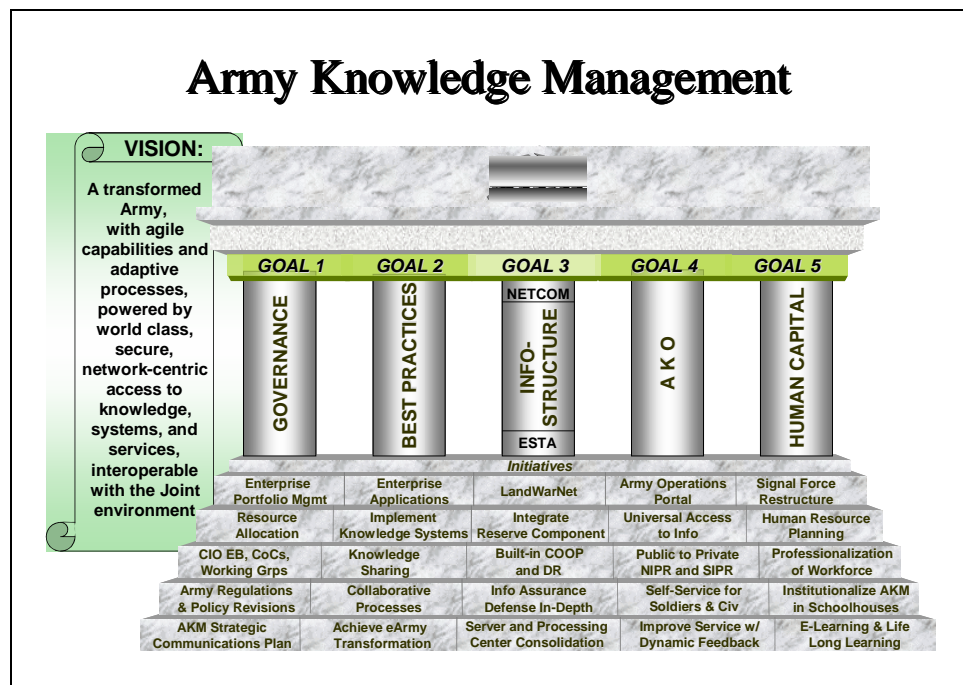 Army Knowledge Management
VISION:
A transformed
Army,
with agile
capabilities and
adaptive
processes,
powered by
world class,
secure,
network-centric
access to
knowledge,
systems, and
services,
interoperable
with the Joint
environment
GOAL 1 GOAL 2 GOAL 3 GOAL 4 GOAL 5
GOVERNANCE
BEST PRACTICES
NETCOM
INFO-
STRUCTURE
ESTA
A K O
HUMAN CAPITAL
Initiatives
Enterprise
Portfolio Mgmt
Enterprise
Applications
LandWarNet
Army Operations
Portal
Signal Force
Restructure
Resource
Allocation
Implement
Knowledge Systems
Integrate
Reserve Component
Universal Access
to Info
Human Resource
Planning
CIO EB, CoCs,
Working Grps
Knowledge
Sharing
Built-in COOP
and DR
Public to Private
NIPR and SIPR
Professionalization
of Workforce
Army Regulations
& Policy Revisions
Collaborative
Processes
Info Assurance
Defense In-Depth
Self-Service for
Soldiers & Civ
Institutionalize AKM
in Schoolhouses
AKM Strategic
Communications Plan
Achieve eArmy
Transformation
Server and Processing
Center Consolidation
Improve Service w/
Dynamic Feedback
E-Learning & Life
Long Learning